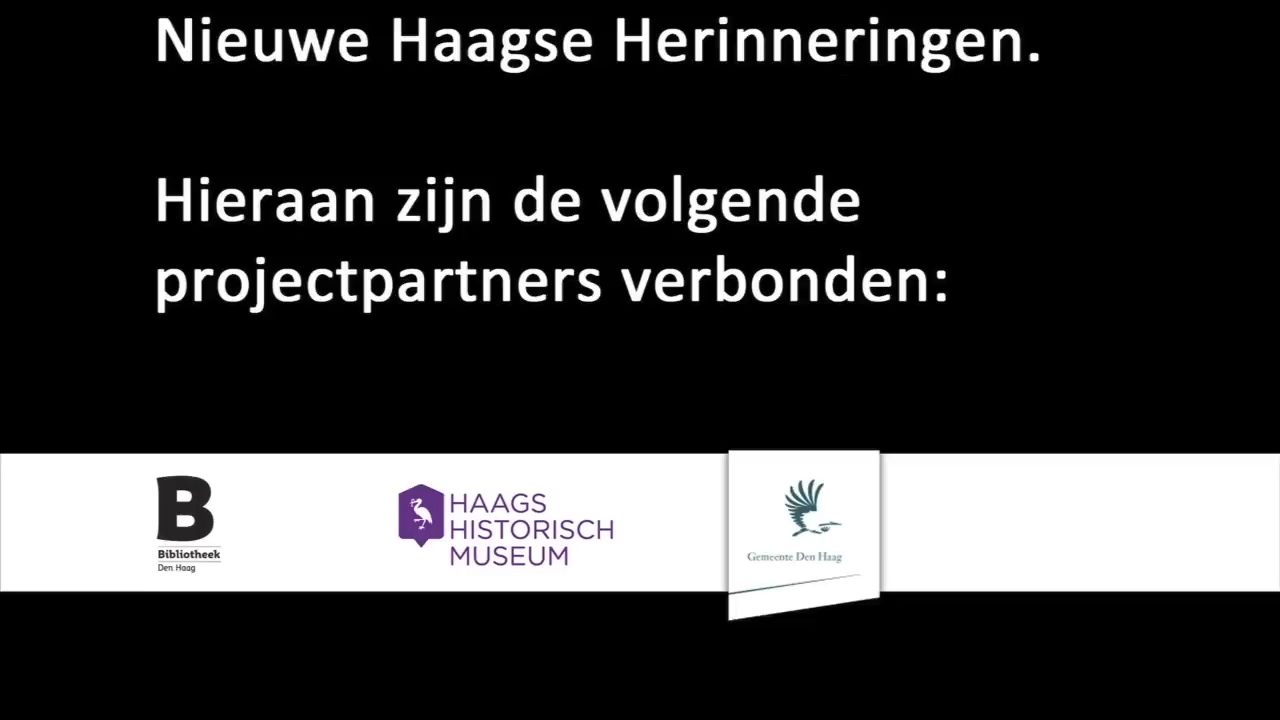 Nieuwe Haagse Herinneringen.
Hieraan zijn de volgende
projectpartners verbonden:
B
Bibliotheek
Den Haag
HAAGS
HISTORISCH
MUSEUM
Gemeente Den Haag